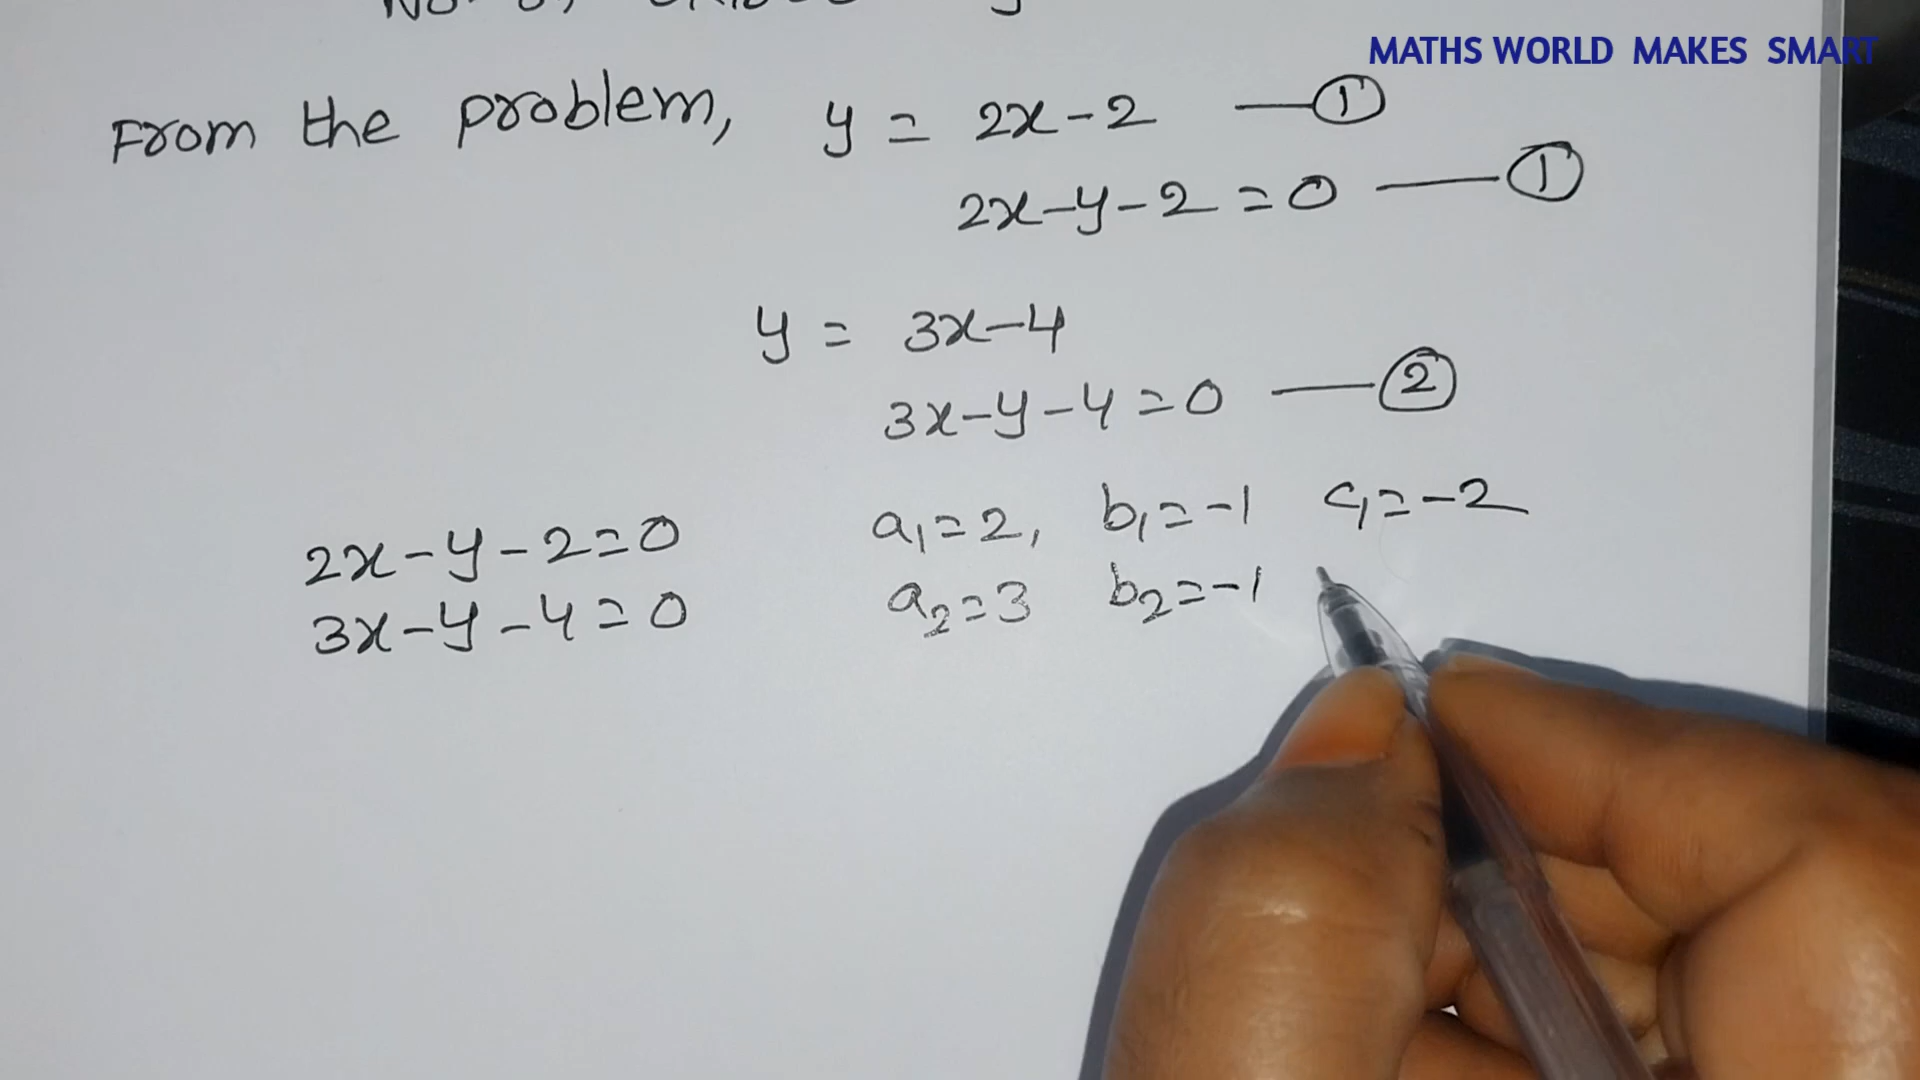 MATHS WORLD MAKES SMART
From the problem, y = 2x-2 —①
2x-y-2=0 —①
y = 3x-4
3x-y-4=0 —②
2x-y-2=0 a₁=2, b₁=-1 c₁=-2
3x-y-4=0 a₂=3 b₂=-1